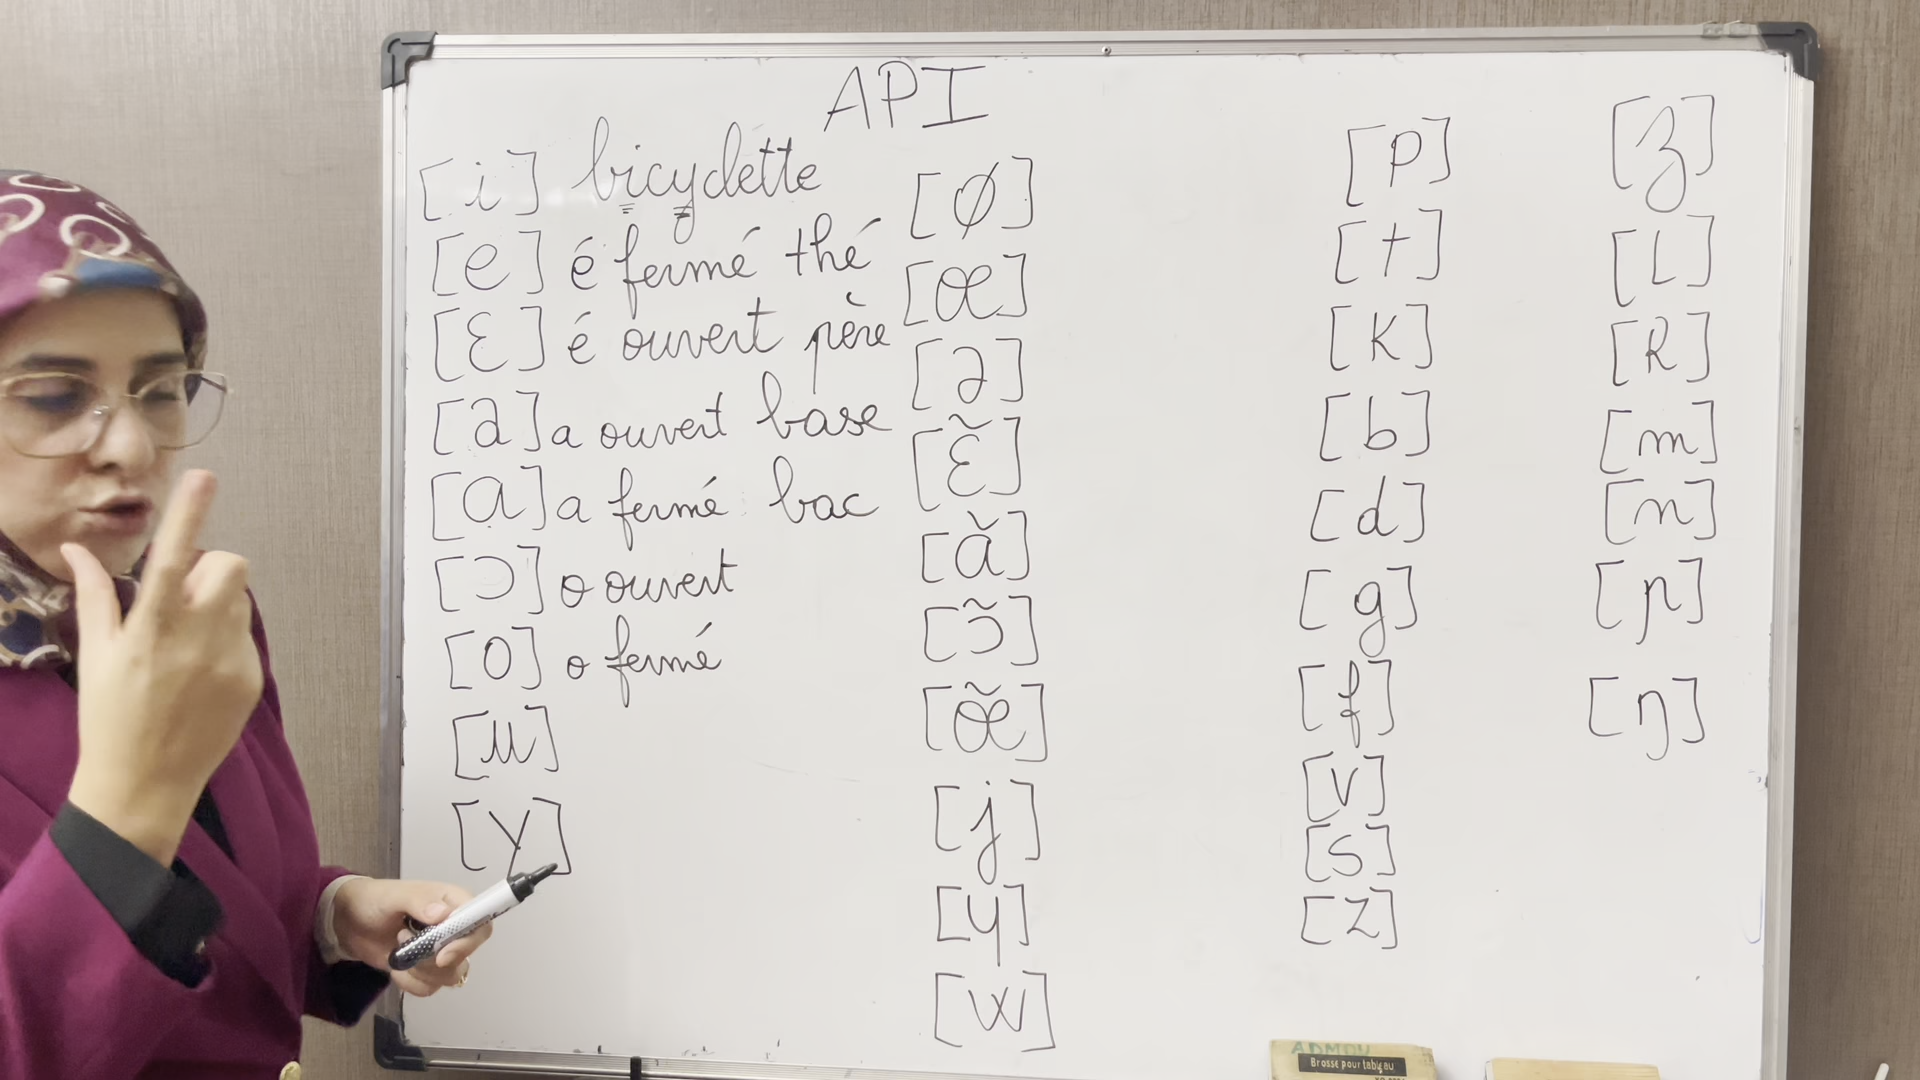 API
[i] bicyclette
[e] é fermé thé
[ɛ] é ouvert père
[a] a ouvert base
[ɑ] a fermé bac
[ɔ] o ouvert
[o] o fermé
[u]
[y]
[ø]
[œ]
[ə]
[ɛ̃]
[ɑ̃]
[ɔ̃]
[œ̃]
[j]
[ɥ]
[w]
[p]
[t]
[k]
[b]
[d]
[g]
[f]
[v]
[s]
[z]
[ʒ]
[L]
[R]
[m]
[n]
[ɲ]
[ŋ]
Brosse pour tableau